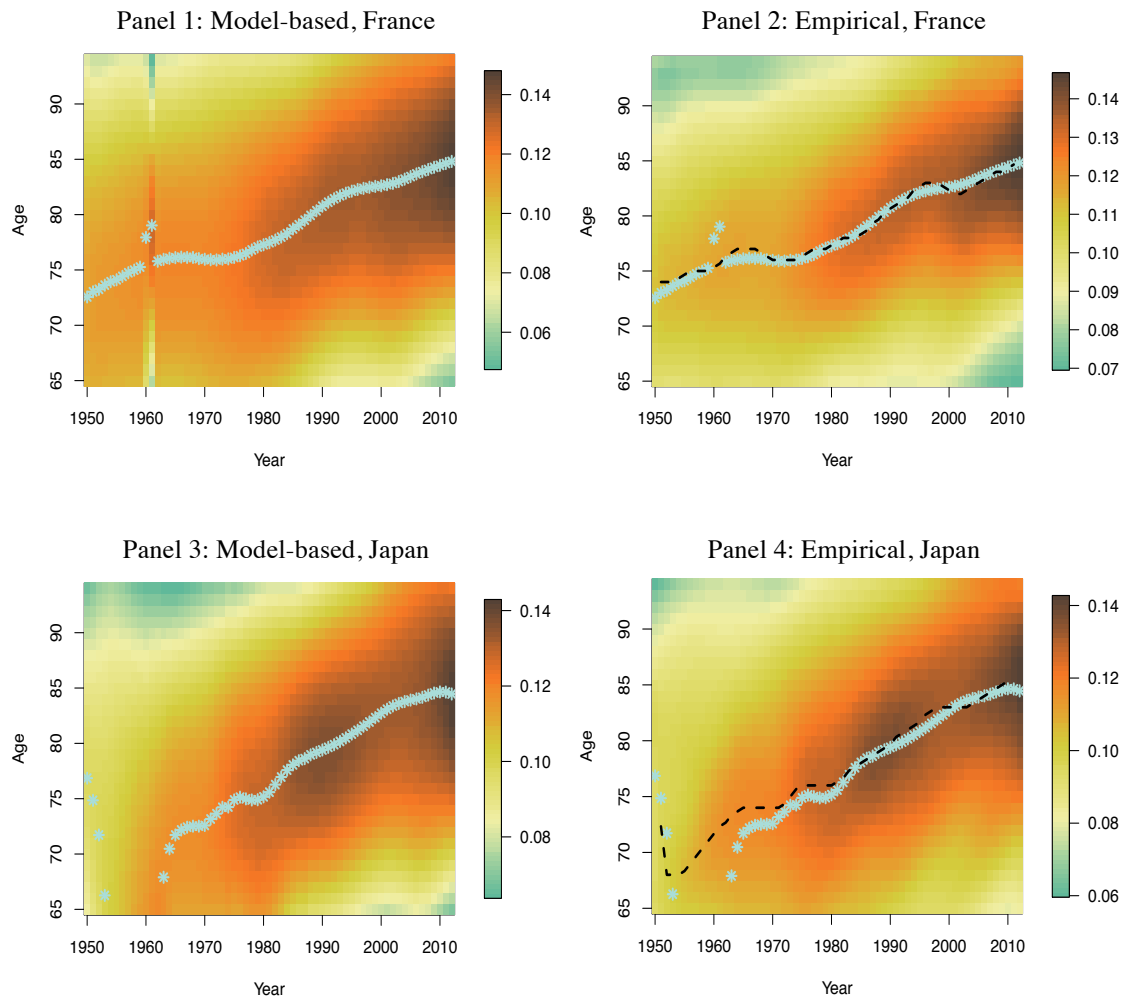 Panel 1: Model-based, France
Age
90
85
80
75
70
65
1950 1960 1970 1980 1990 2000 2010
Year
0.14
0.12
0.10
0.08
0.06
Panel 2: Empirical, France
Age
90
85
80
75
70
65
1950 1960 1970 1980 1990 2000 2010
Year
0.14
0.13
0.12
0.11
0.10
0.09
0.08
0.07
Panel 3: Model-based, Japan
Age
90
85
80
75
70
65
1950 1960 1970 1980 1990 2000 2010
Year
0.14
0.12
0.10
0.08
Panel 4: Empirical, Japan
Age
90
85
80
75
70
65
1950 1960 1970 1980 1990 2000 2010
Year
0.14
0.12
0.10
0.08
0.06